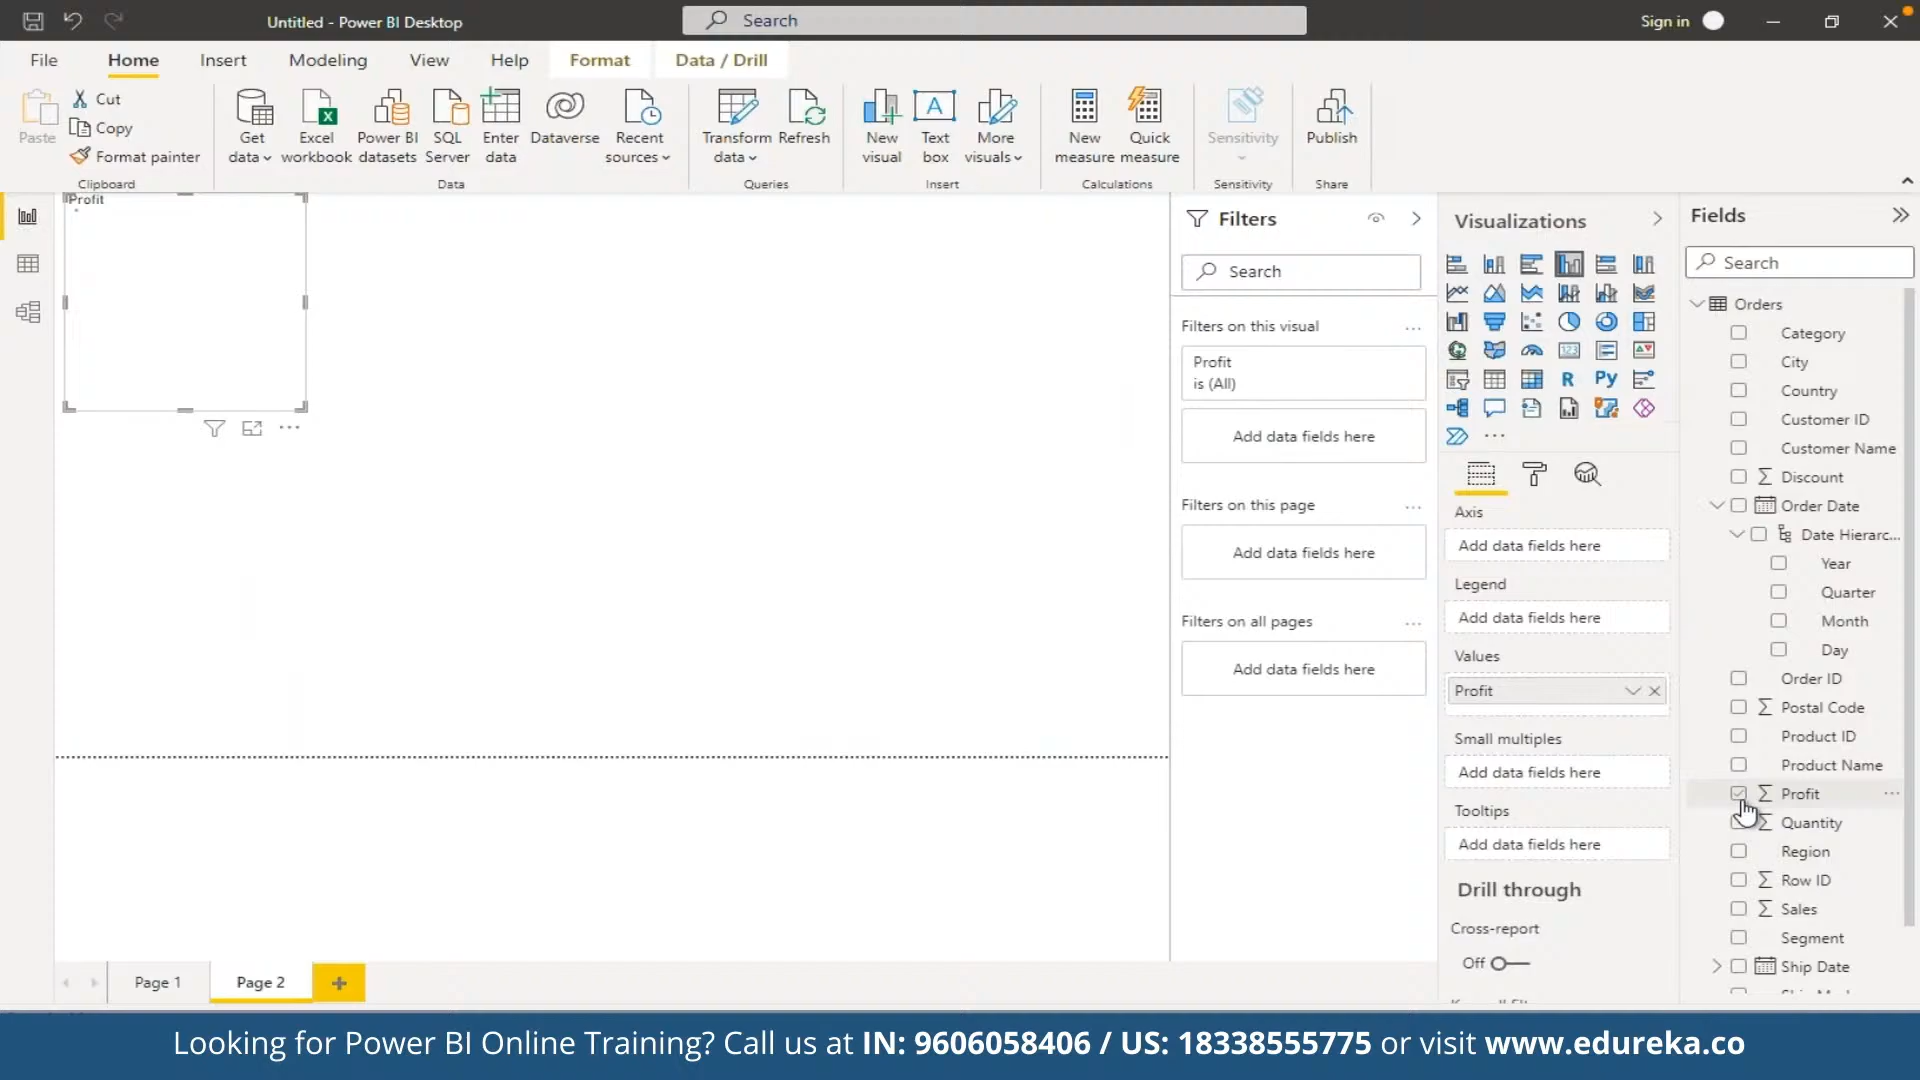 Untitled - Power BI Desktop
Search
Sign in
File
Home
Insert
Modeling
View
Help
Format
Data / Drill
Paste
Cut
Copy
Format painter
Clipboard
Get data
Excel workbook
Power BI datasets
SQL Server
Enter data
Dataverse
Recent sources
Data
Transform data
Refresh
Queries
New visual
Text box
More visuals
Insert
New measure
Quick measure
Calculations
Sensitivity
Sensitivity
Publish
Share
Profit
Filters
Search
Filters on this visual
Profit
is (All)
Add data fields here
Filters on this page
Add data fields here
Filters on all pages
Add data fields here
Visualizations
R
Py
123
Axis
Add data fields here
Legend
Add data fields here
Values
Profit
Small multiples
Add data fields here
Tooltips
Add data fields here
Drill through
Cross-report
Off
Fields
Search
Orders
Category
City
Country
Customer ID
Customer Name
Discount
Order Date
Date Hierarc...
Year
Quarter
Month
Day
Order ID
Postal Code
Product ID
Product Name
Profit
Quantity
Region
Row ID
Sales
Segment
Ship Date
Page 1
Page 2
Looking for Power BI Online Training? Call us at IN: 9606058406 / US: 18338555775 or visit www.edureka.co